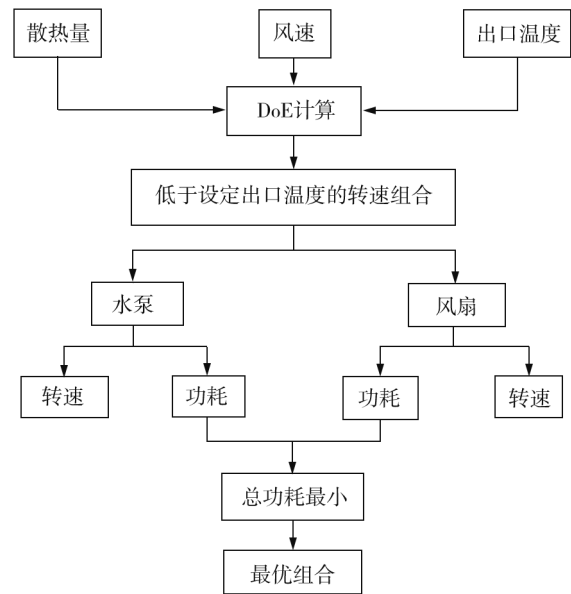 散热量
风速
出口温度
DoE计算
低于设定出口温度的转速组合
水泵
风扇
转速
功耗
功耗
转速
总功耗最小
最优组合